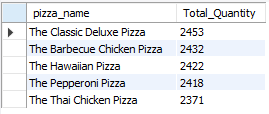 pizza_name Total_Quantity
The Classic Deluxe Pizza 2453
The Barbecue Chicken Pizza 2432
The Hawaiian Pizza 2422
The Pepperoni Pizza 2418
The Thai Chicken Pizza 2371